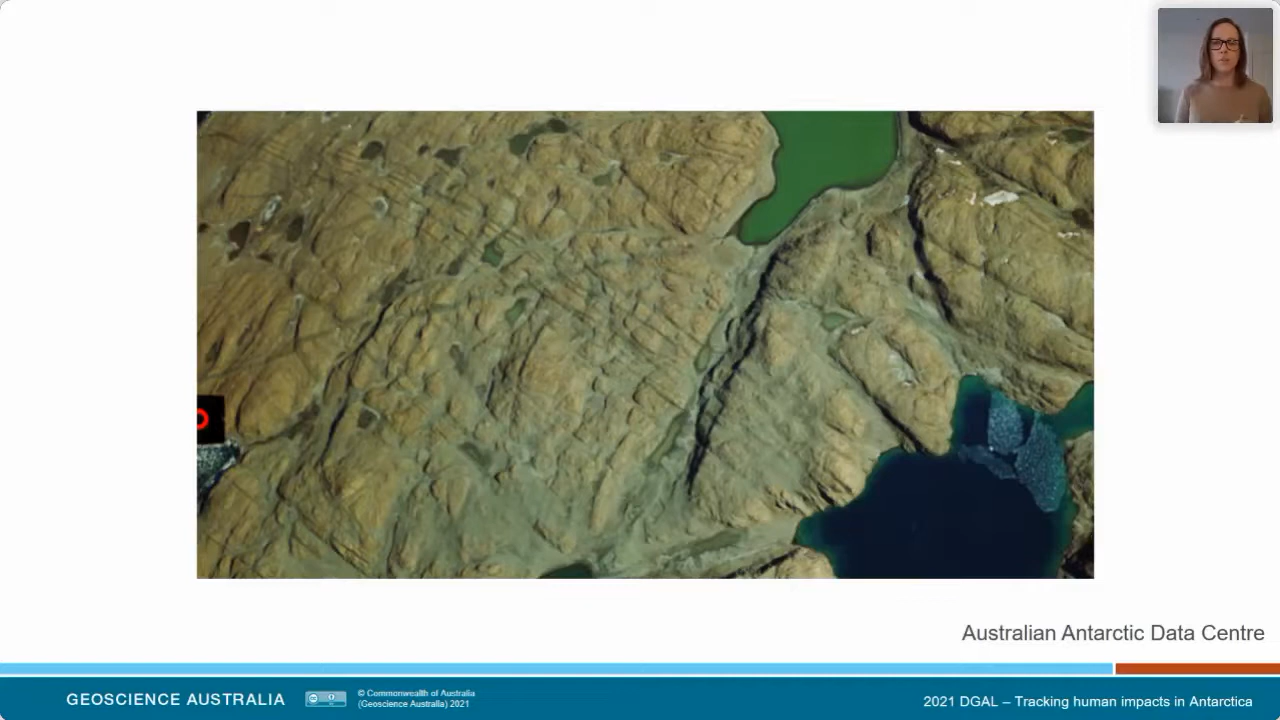 Australian Antarctic Data Centre
GEOSCIENCE AUSTRALIA
© Commonwealth of Australia
(Geoscience Australia) 2021
2021 DGAL – Tracking human impacts in Antarctica